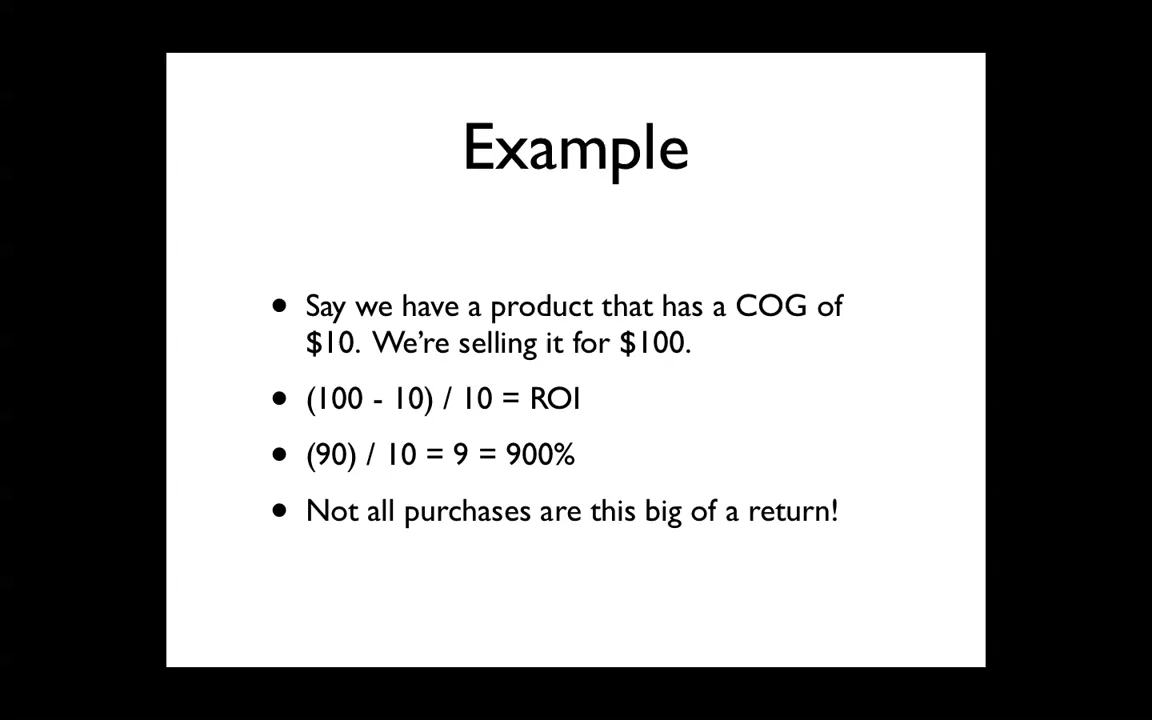 Example
• Say we have a product that has a COG of
$10. We’re selling it for $100.
• (100 - 10) / 10 = ROI
• (90) / 10 = 9 = 900%
• Not all purchases are this big of a return!